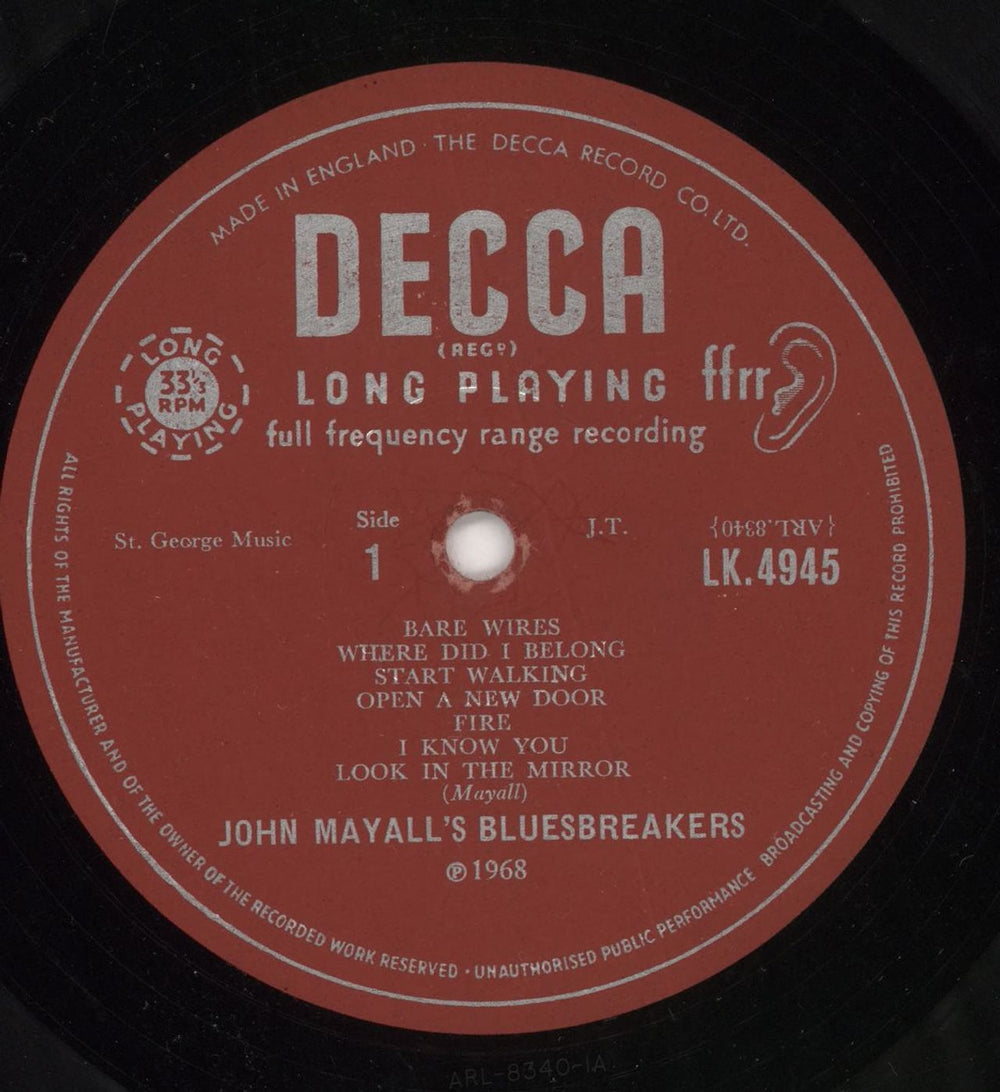 MADE IN ENGLAND · THE DECCA RECORD CO. LTD.
DECCA
(REGD)
LONG PLAYING
33⅓
RPM
LONG PLAYING
ffrr
full frequency range recording
St. George Music
Side
1
J.T.
{ARL.8340}
LK.4945
BARE WIRES
WHERE DID I BELONG
START WALKING
OPEN A NEW DOOR
FIRE
I KNOW YOU
LOOK IN THE MIRROR
(Mayall)
JOHN MAYALL'S BLUESBREAKERS
℗ 1968
ALL RIGHTS OF THE MANUFACTURER AND OF THE OWNER OF THE RECORDED WORK RESERVED · UNAUTHORISED PUBLIC PERFORMANCE BROADCASTING AND COPYING OF THIS RECORD PROHIBITED
ARL-8340-1A